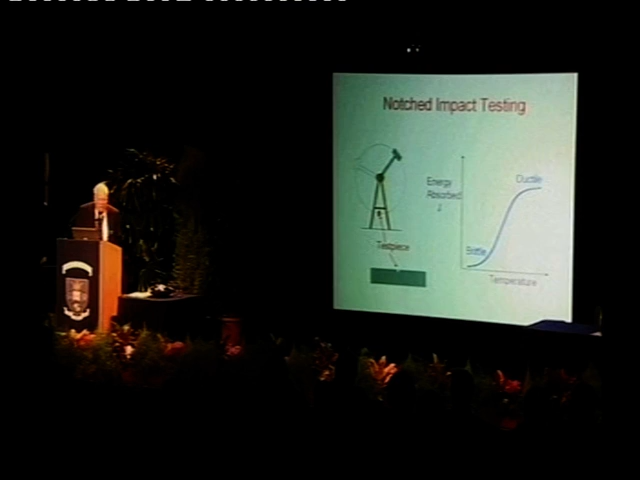 Notched Impact Testing
Energy
Absorbed
J
Ductile
Brittle
Testpiece
Temperature